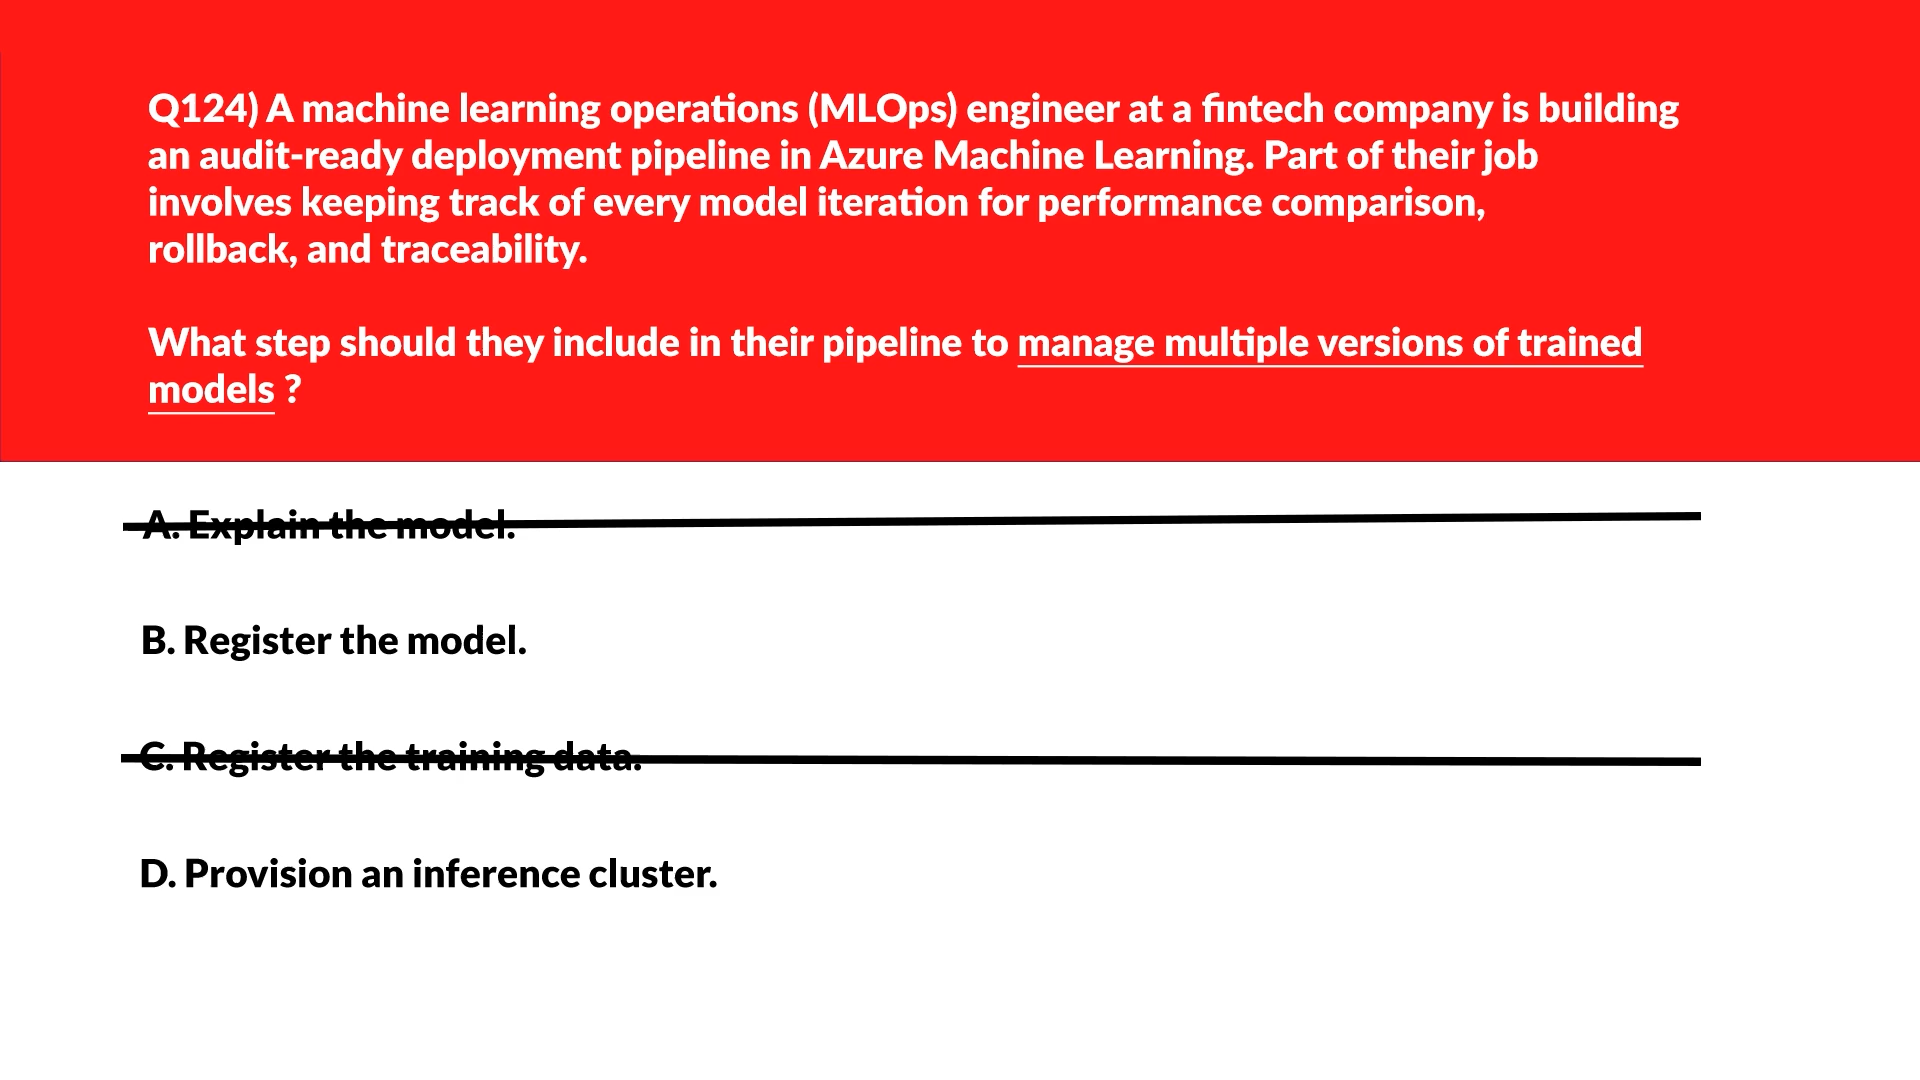 Q124) A machine learning operations (MLOps) engineer at a fintech company is building
an audit-ready deployment pipeline in Azure Machine Learning. Part of their job
involves keeping track of every model iteration for performance comparison,
rollback, and traceability.
What step should they include in their pipeline to manage multiple versions of trained
models ?
A. Explain the model.
B. Register the model.
C. Register the training data.
D. Provision an inference cluster.